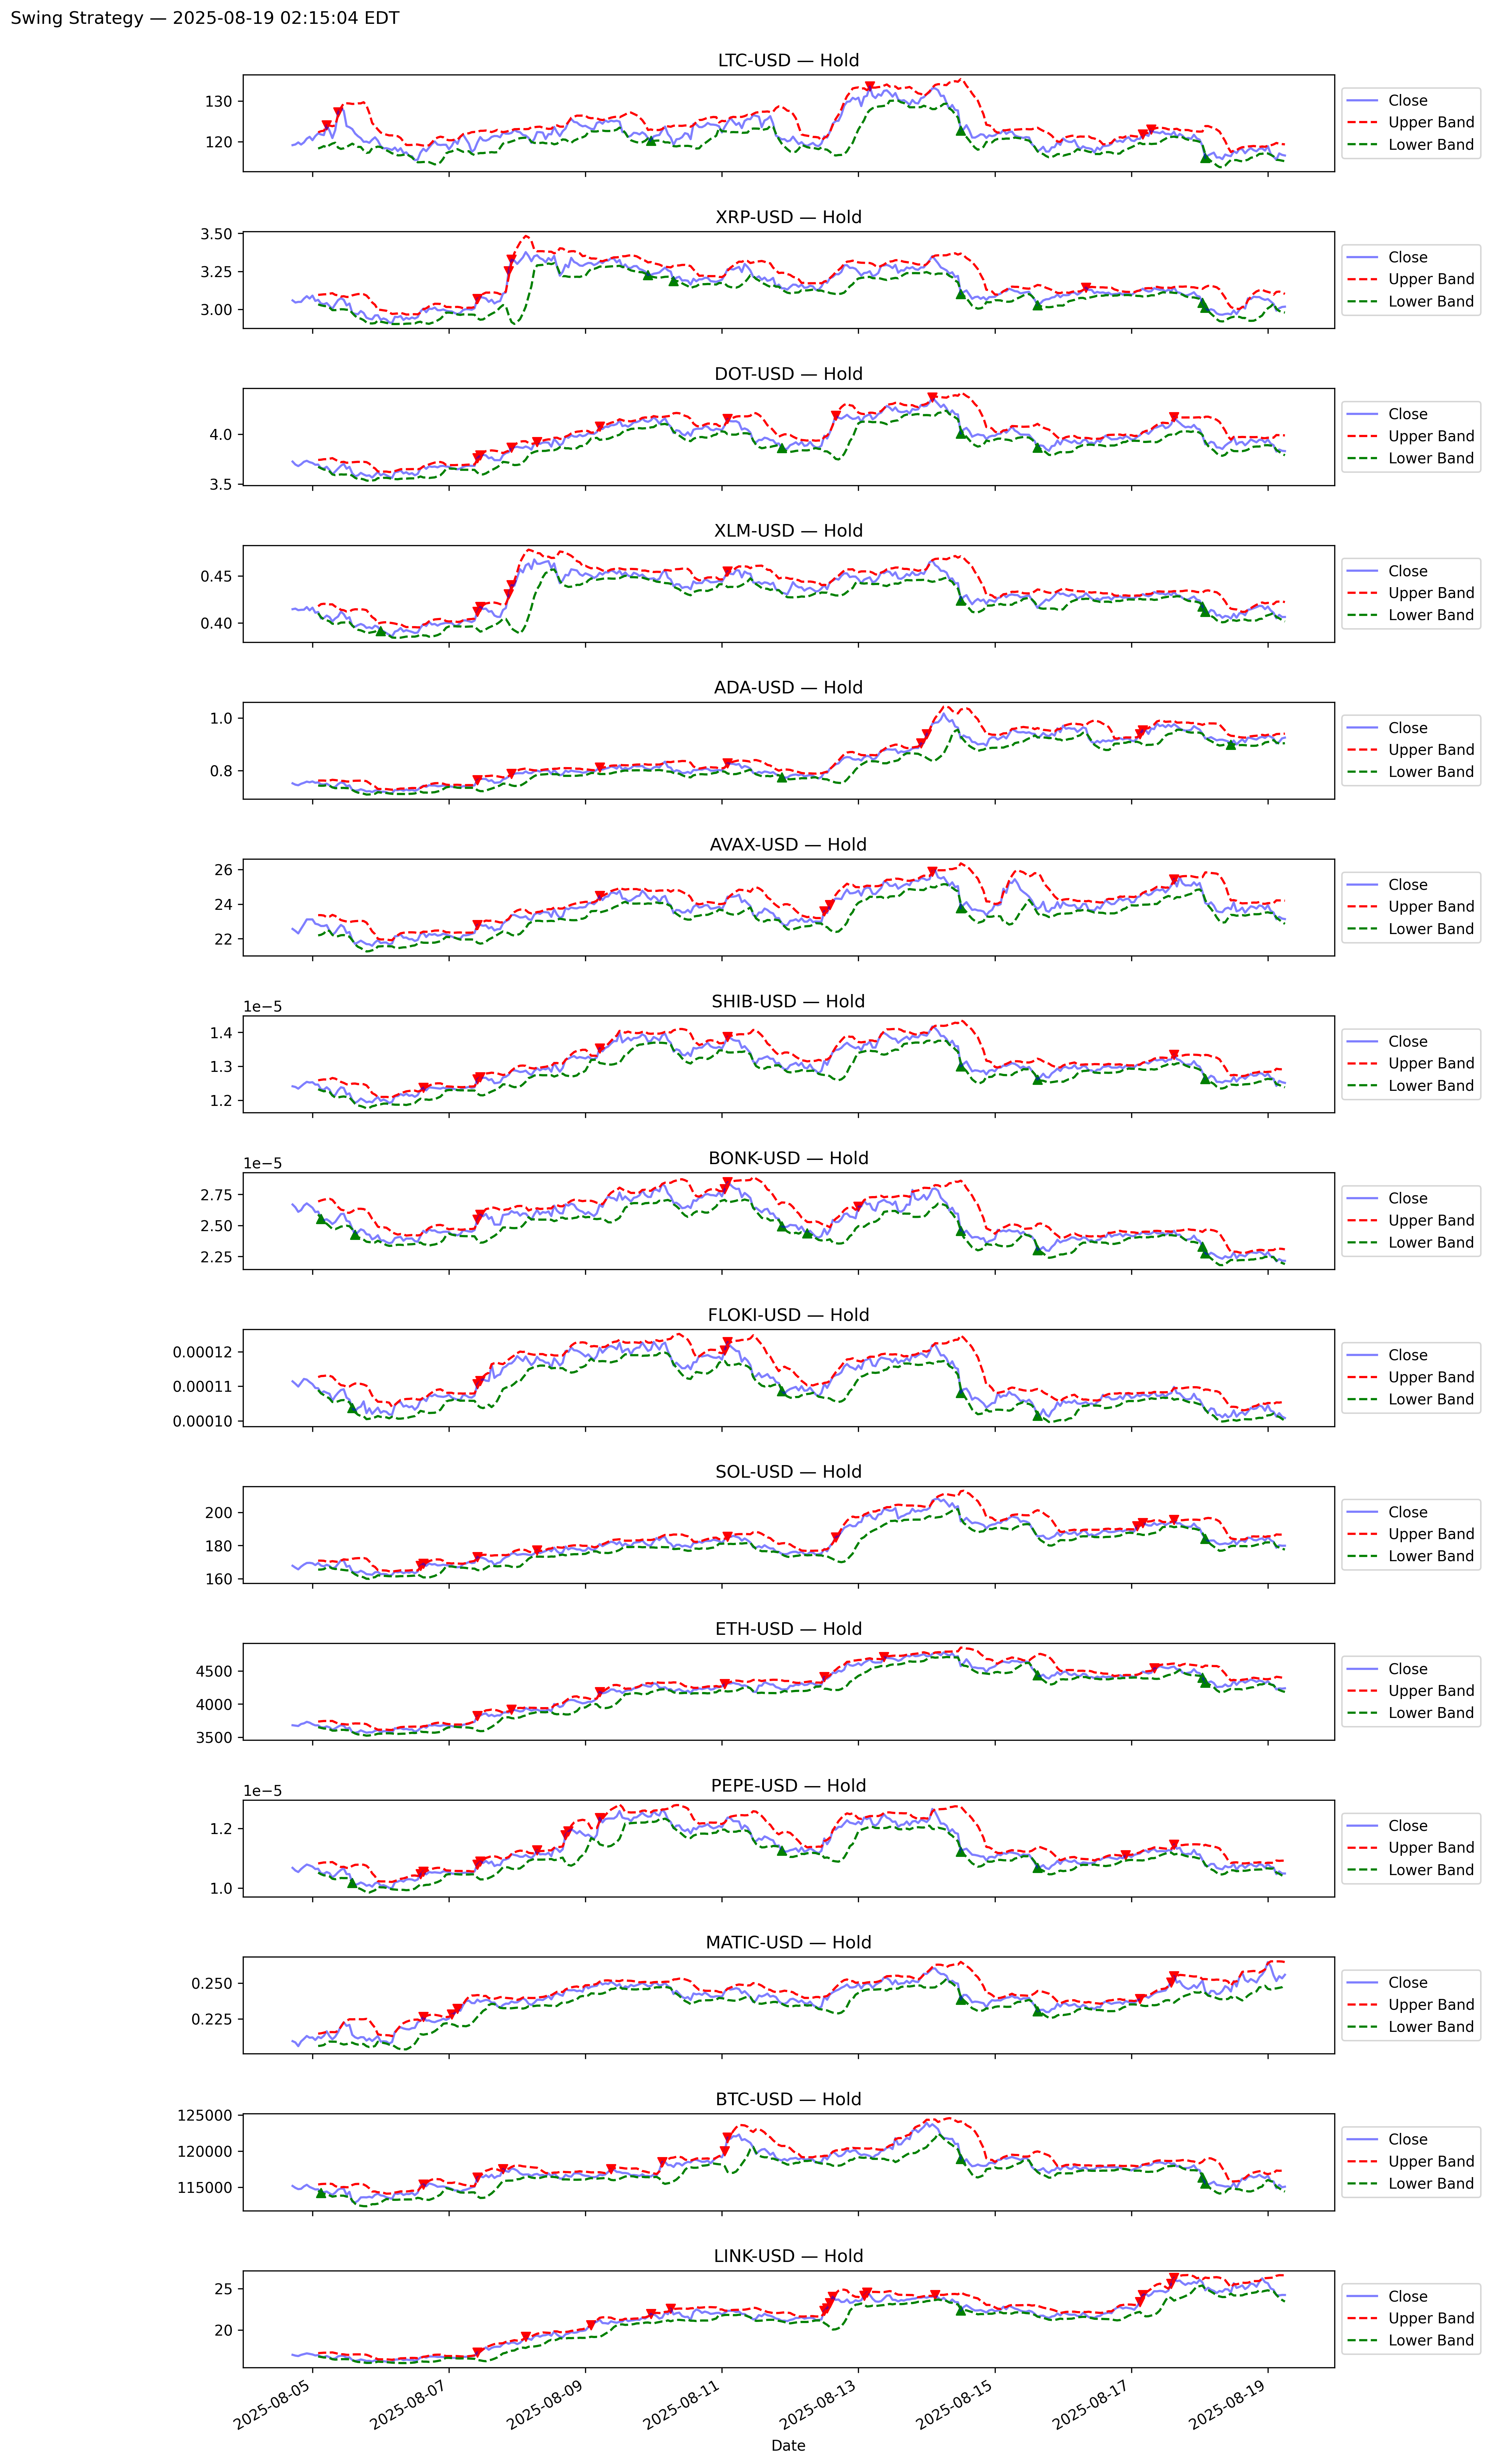 Swing Strategy — 2025-08-19 02:15:04 EDT
LTC-USD — Hold
130
120
Close
Upper Band
Lower Band
XRP-USD — Hold
3.50
3.25
3.00
Close
Upper Band
Lower Band
DOT-USD — Hold
4.0
3.5
Close
Upper Band
Lower Band
XLM-USD — Hold
0.45
0.40
Close
Upper Band
Lower Band
ADA-USD — Hold
1.0
0.8
Close
Upper Band
Lower Band
AVAX-USD — Hold
26
24
22
Close
Upper Band
Lower Band
SHIB-USD — Hold
1e−5
1.4
1.3
1.2
Close
Upper Band
Lower Band
BONK-USD — Hold
1e−5
2.75
2.50
2.25
Close
Upper Band
Lower Band
FLOKI-USD — Hold
0.00012
0.00011
0.00010
Close
Upper Band
Lower Band
SOL-USD — Hold
200
180
160
Close
Upper Band
Lower Band
ETH-USD — Hold
4500
4000
3500
Close
Upper Band
Lower Band
PEPE-USD — Hold
1e−5
1.2
1.0
Close
Upper Band
Lower Band
MATIC-USD — Hold
0.250
0.225
Close
Upper Band
Lower Band
BTC-USD — Hold
125000
120000
115000
Close
Upper Band
Lower Band
LINK-USD — Hold
25
20
Close
Upper Band
Lower Band
2025-08-05
2025-08-07
2025-08-09
2025-08-11
2025-08-13
2025-08-15
2025-08-17
2025-08-19
Date